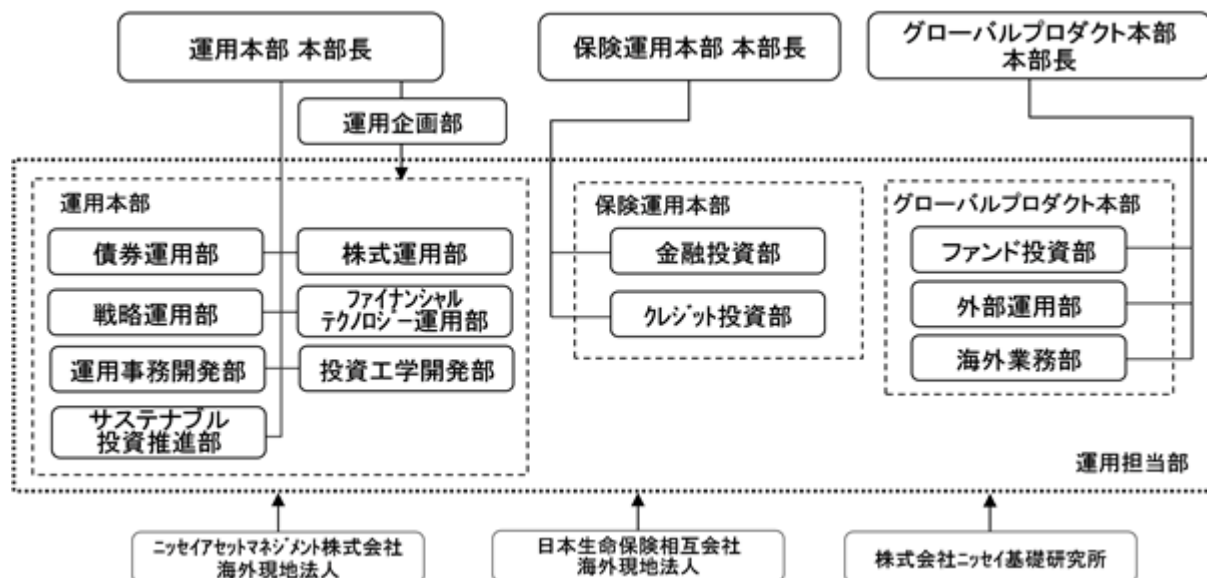 運用本部 本部長
保険運用本部 本部長
グローバルプロダクト本部
本部長
運用企画部
運用本部
債券運用部
株式運用部
戦略運用部
ファイナンシャル
テクノロジー運用部
運用事務開発部
投資工学開発部
サステナブル
投資推進部
保険運用本部
金融投資部
クレジット投資部
グローバルプロダクト本部
ファンド投資部
外部運用部
海外業務部
運用担当部
ニッセイアセットマネジメント株式会社
海外現地法人
日本生命保険相互会社
海外現地法人
株式会社ニッセイ基礎研究所